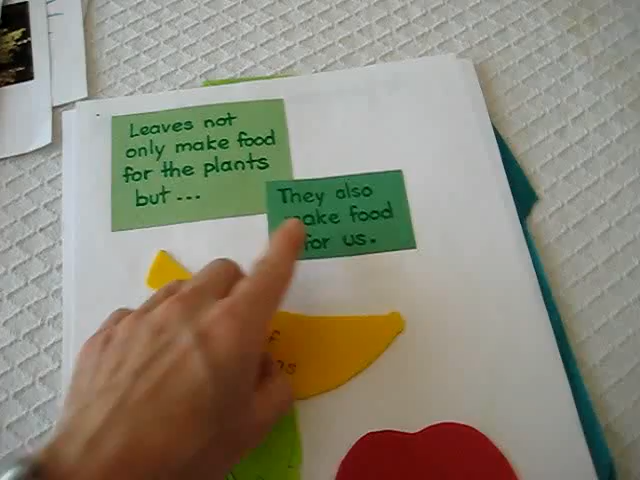 Leaves not
only make food
for the plants
but...
They also
make food
for us.